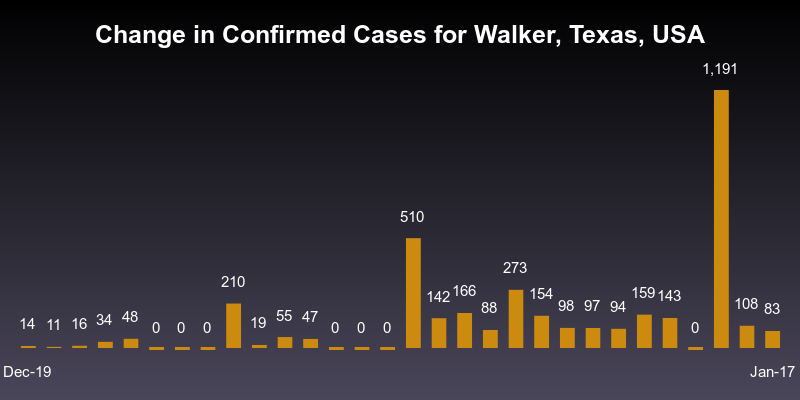 Change in Confirmed Cases for Walker, Texas, USA
1,191
510
273
210
142 166 88 154 98 97 94 159 143 0 108 83
14 11 16 34 48 0 0 0 19 55 47 0 0 0
Dec-19 Jan-17